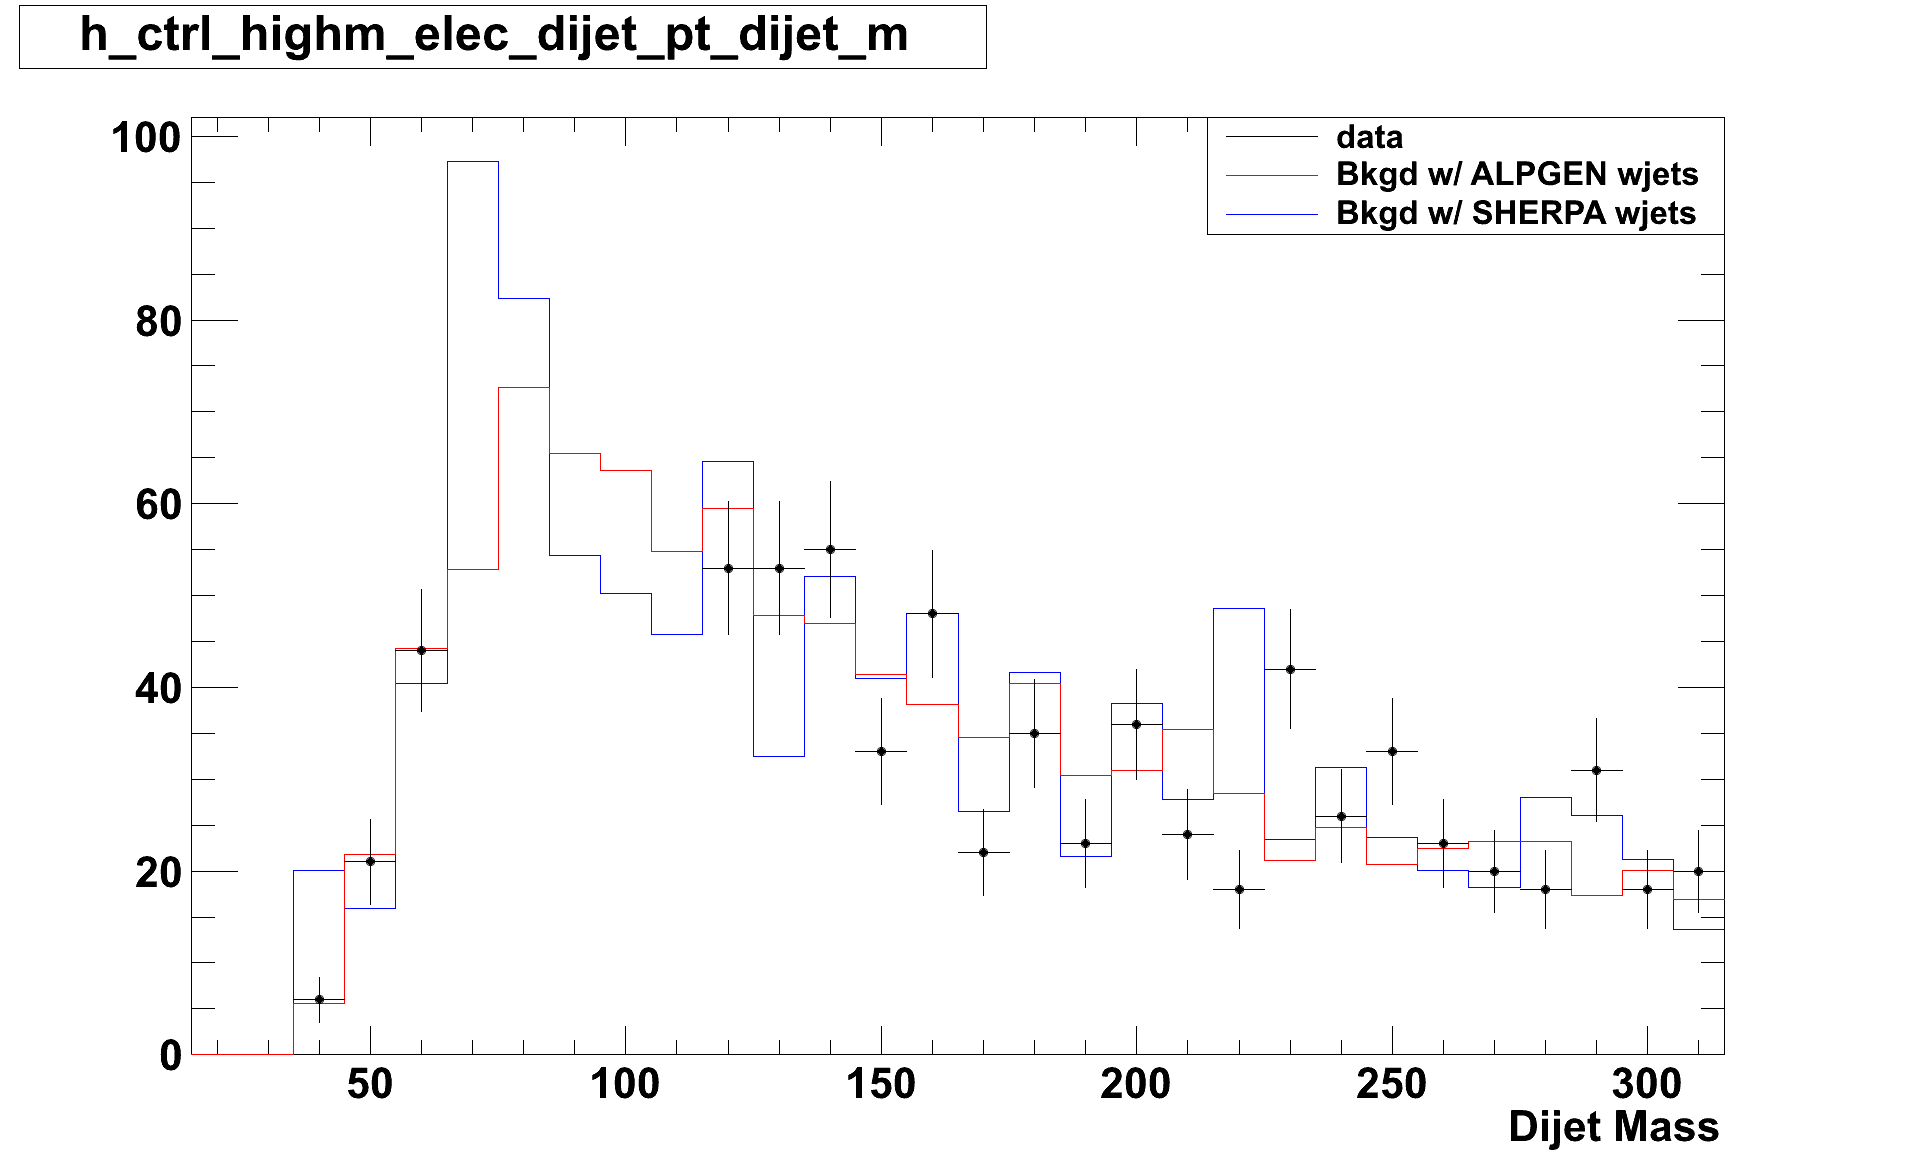 h_ctrl_highm_elec_dijet_pt_dijet_m
data
Bkgd w/ ALPGEN wjets
Bkgd w/ SHERPA wjets
100
80
60
40
20
0
50 100 150 200 250 300
Dijet Mass